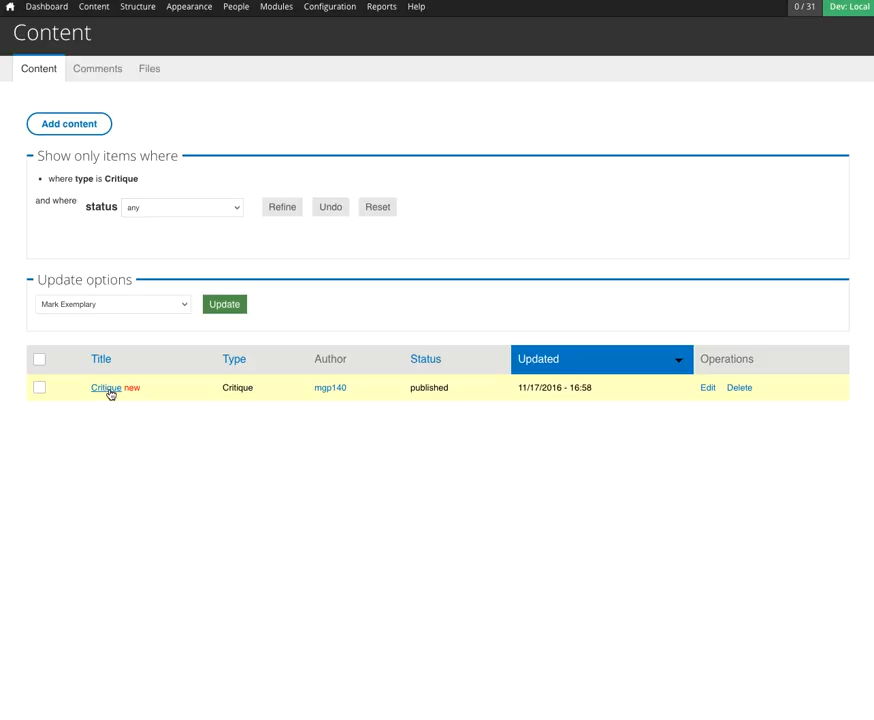 Dashboard Content Structure Appearance People Modules Configuration Reports Help 0 / 31 Dev: Local
Content
Content Comments Files
Add content
Show only items where
where type is Critique
and where status any Refine Undo Reset
Update options
Mark Exemplary Update
Title Type Author Status Updated Operations
Critique new Critique mgp140 published 11/17/2016 - 16:58 Edit Delete